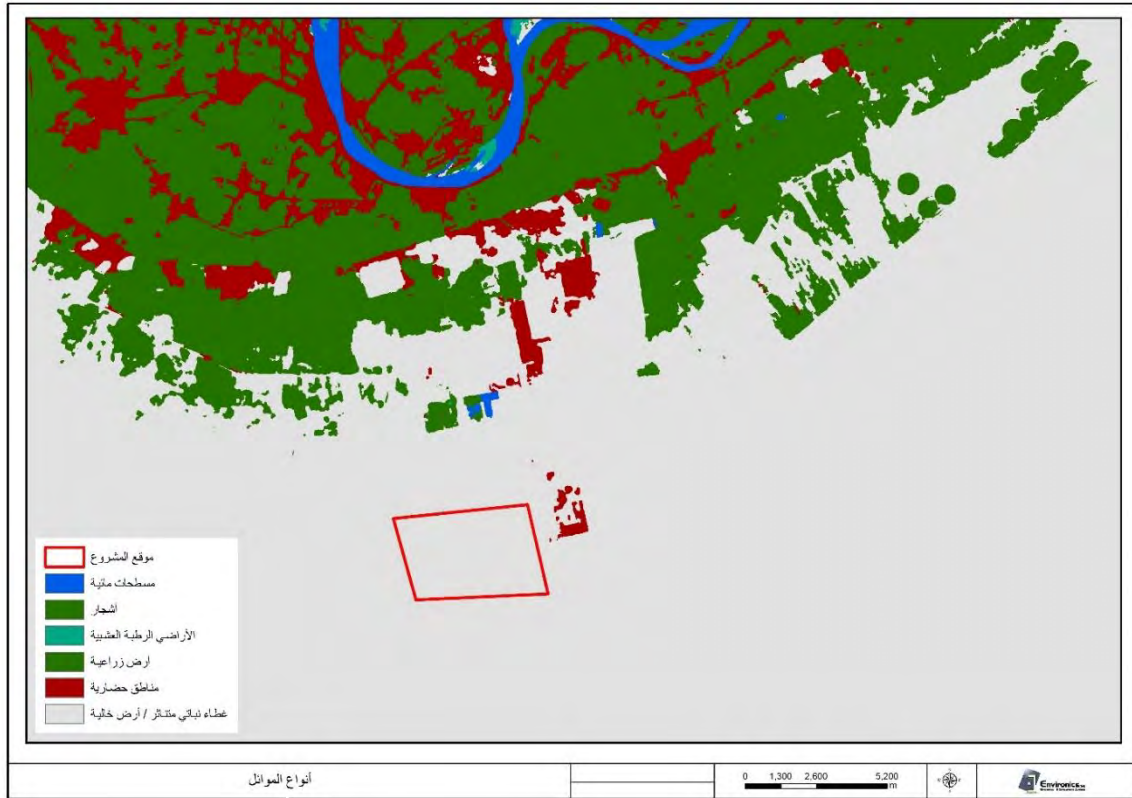 موقع المشروع
مسطحات مائية
أشجار
الأراضي الرطبة العشبية
أرض زراعية
مناطق حضارية
غطاء نباتي متناثر / أرض خالية
أنواع الموائل
0 1,300 2,600 5,200
m
Environics